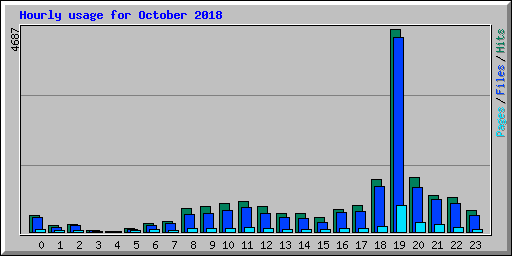 Hourly usage for October 2018
4687
Pages/Files/Hits
0 1 2 3 4 5 6 7 8 9 10 11 12 13 14 15 16 17 18 19 20 21 22 23